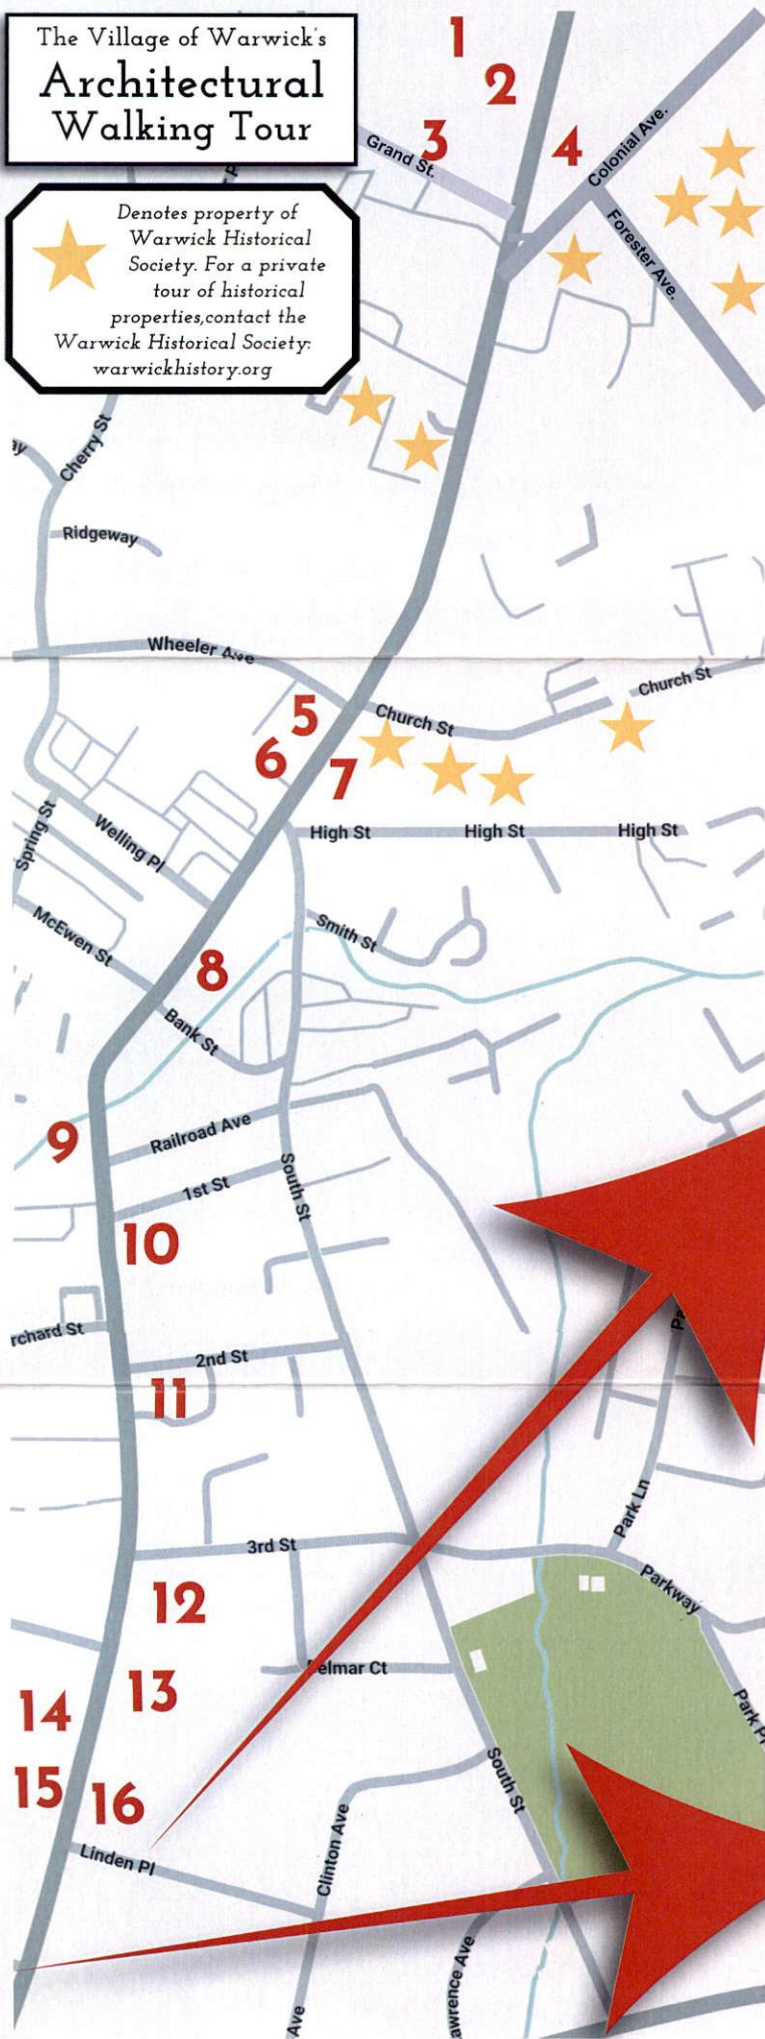 The Village of Warwick's
Architectural
Walking Tour
Denotes property of
Warwick Historical
Society. For a private
tour of historical
properties,contact the
Warwick Historical Society:
warwickhistory.org
1
2
3
4
Grand St.
Colonial Ave.
Forester Ave.
Cherry St
ay
Ridgeway
Wheeler Ave
5
6
7
Church St
Church St
High St
High St
High St
Spring St
Welling Pl
McEwen St
Smith St
8
Bank St
9
Railroad Ave
1st St
South St
10
rchard St
2nd St
11
Pa
3rd St
Park Ln
Parkway
12
elmar Ct
13
14
15
16
Park Pl
South St
Linden Pl
Clinton Ave
awrence Ave
Ave